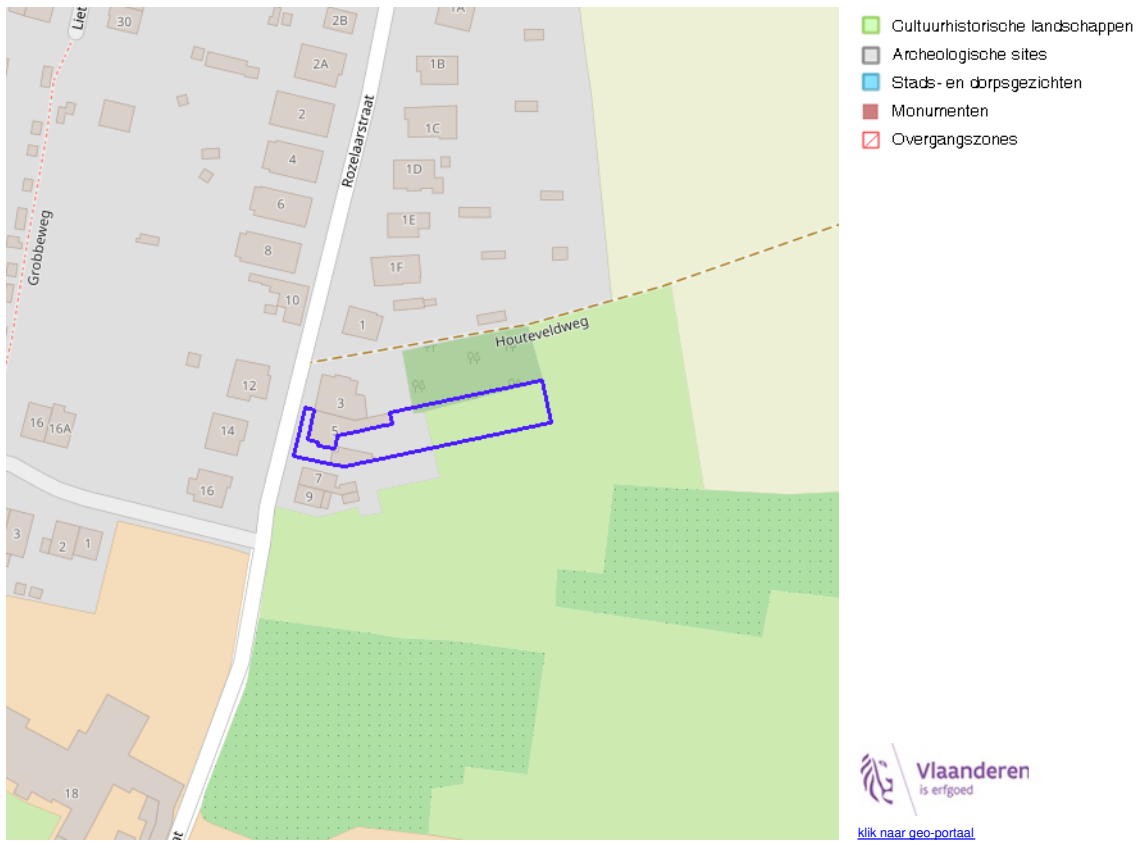 Liet
30
2B
1A
2A
1B
2
1C
Rozelaarstraat
4
1D
6
1E
Grobbeweg
8
1F
10
1
Houteveldweg
12
3
16
16A
14
5
7
16
9
3
2
1
18
at
Cultuurhistorische landschappen
Archeologische sites
Stads- en dorpsgezichten
Monumenten
Overgangszones
Vlaanderen
is erfgoed
klik naar geo-portaal